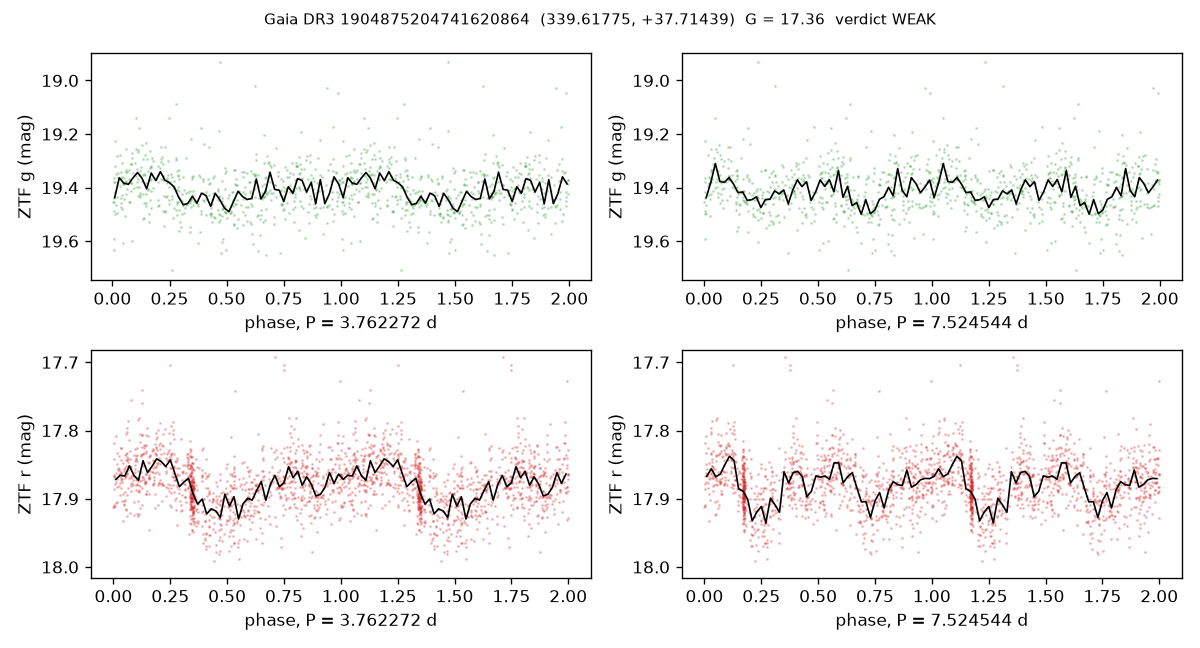 Gaia DR3 1904875204741620864 (339.61775, +37.71439) G = 17.36 verdict WEAK
ZTF g (mag)
19.0
19.2
19.4
19.6
0.00 0.25 0.50 0.75 1.00 1.25 1.50 1.75 2.00
phase, P = 3.762272 d
ZTF g (mag)
19.0
19.2
19.4
19.6
0.00 0.25 0.50 0.75 1.00 1.25 1.50 1.75 2.00
phase, P = 7.524544 d
ZTF r (mag)
17.7
17.8
17.9
18.0
0.00 0.25 0.50 0.75 1.00 1.25 1.50 1.75 2.00
phase, P = 3.762272 d
ZTF r (mag)
17.7
17.8
17.9
18.0
0.00 0.25 0.50 0.75 1.00 1.25 1.50 1.75 2.00
phase, P = 7.524544 d